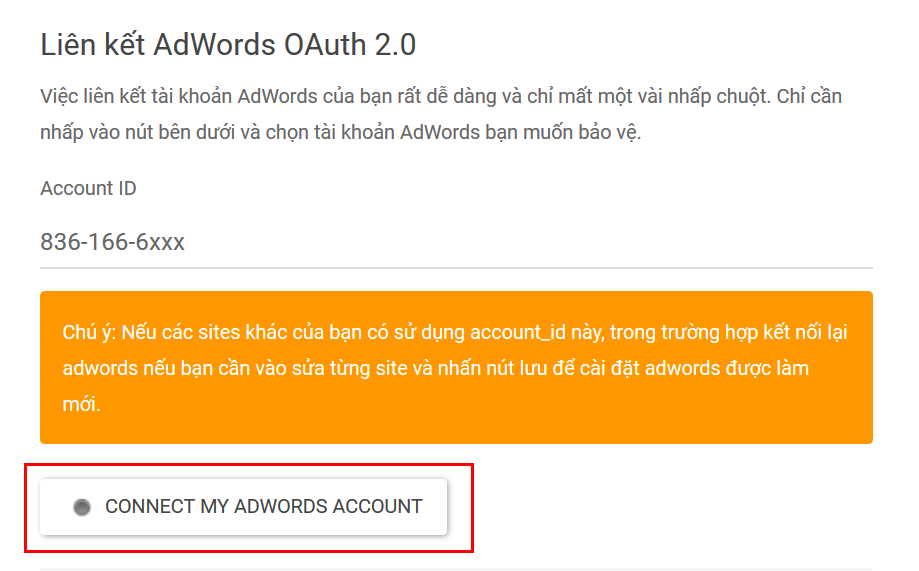 Liên kết AdWords OAuth 2.0
Việc liên kết tài khoản AdWords của bạn rất dễ dàng và chỉ mất một vài nhấp chuột. Chỉ cần
nhấp vào nút bên dưới và chọn tài khoản AdWords bạn muốn bảo vệ.
Account ID
836-166-6xxx
Chú ý: Nếu các sites khác của bạn có sử dụng account_id này, trong trường hợp kết nối lại
adwords nếu bạn cần vào sửa từng site và nhấn nút lưu để cài đặt adwords được làm
mới.
CONNECT MY ADWORDS ACCOUNT